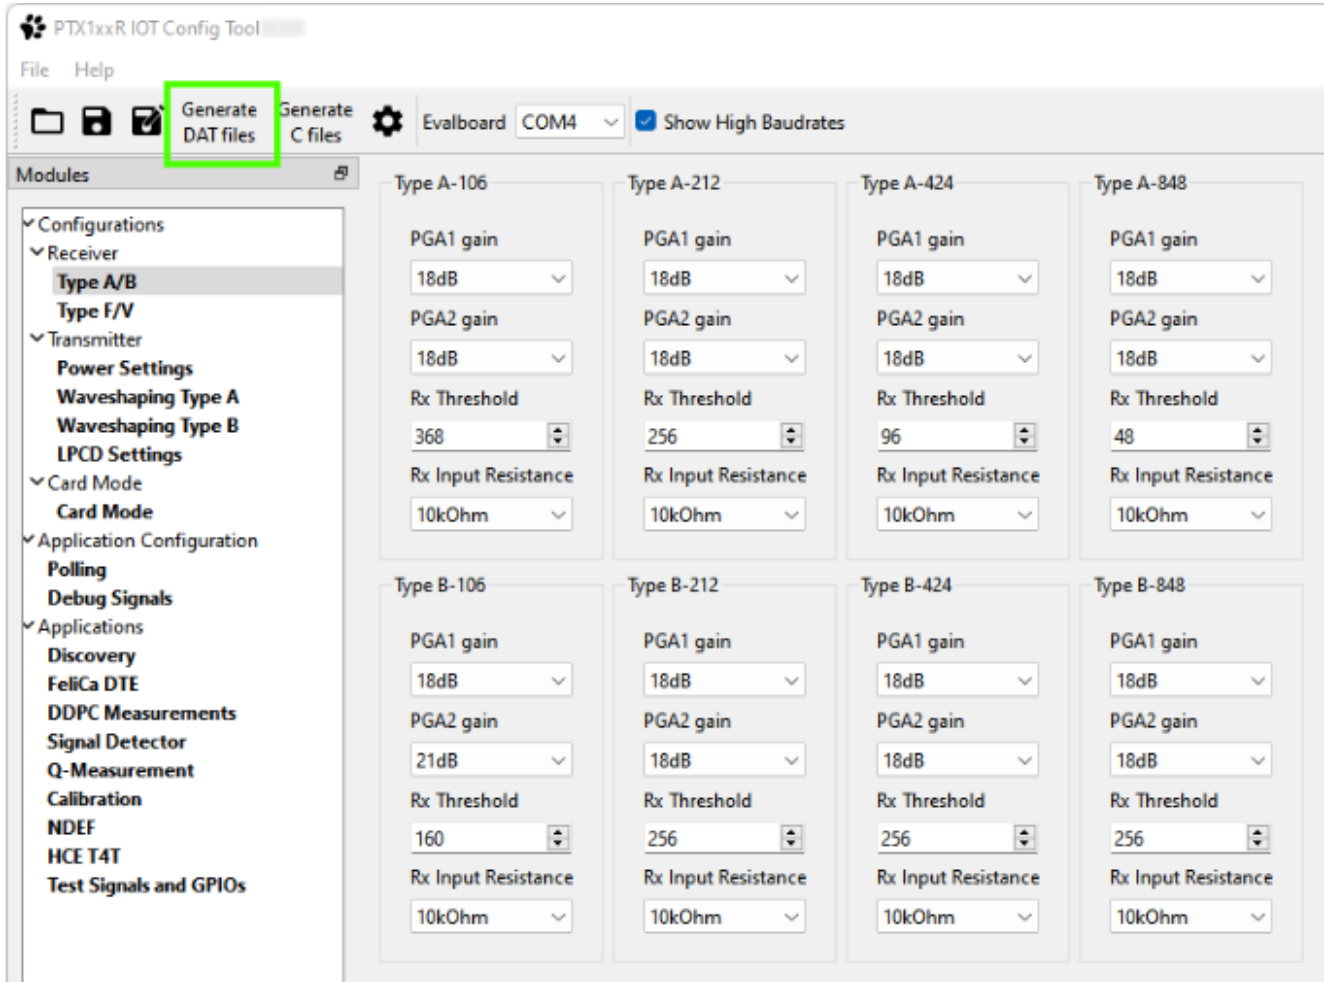 PTX1xxR IOT Config Tool
File Help
Generate DAT files
Generate C files
Evalboard COM4 Show High Baudrates
Modules
Configurations
Receiver
Type A/B
Type F/V
Transmitter
Power Settings
Waveshaping Type A
Waveshaping Type B
LPCD Settings
Card Mode
Card Mode
Application Configuration
Polling
Debug Signals
Applications
Discovery
FeliCa DTE
DDPC Measurements
Signal Detector
Q-Measurement
Calibration
NDEF
HCE T4T
Test Signals and GPIOs
Type A-106 Type A-212 Type A-424 Type A-848
PGA1 gain PGA1 gain PGA1 gain PGA1 gain
18dB 18dB 18dB 18dB
PGA2 gain PGA2 gain PGA2 gain PGA2 gain
18dB 18dB 18dB 18dB
Rx Threshold Rx Threshold Rx Threshold Rx Threshold
368 256 96 48
Rx Input Resistance Rx Input Resistance Rx Input Resistance Rx Input Resistance
10kOhm 10kOhm 10kOhm 10kOhm
Type B-106 Type B-212 Type B-424 Type B-848
PGA1 gain PGA1 gain PGA1 gain PGA1 gain
18dB 18dB 18dB 18dB
PGA2 gain PGA2 gain PGA2 gain PGA2 gain
21dB 18dB 18dB 18dB
Rx Threshold Rx Threshold Rx Threshold Rx Threshold
160 256 256 256
Rx Input Resistance Rx Input Resistance Rx Input Resistance Rx Input Resistance
10kOhm 10kOhm 10kOhm 10kOhm